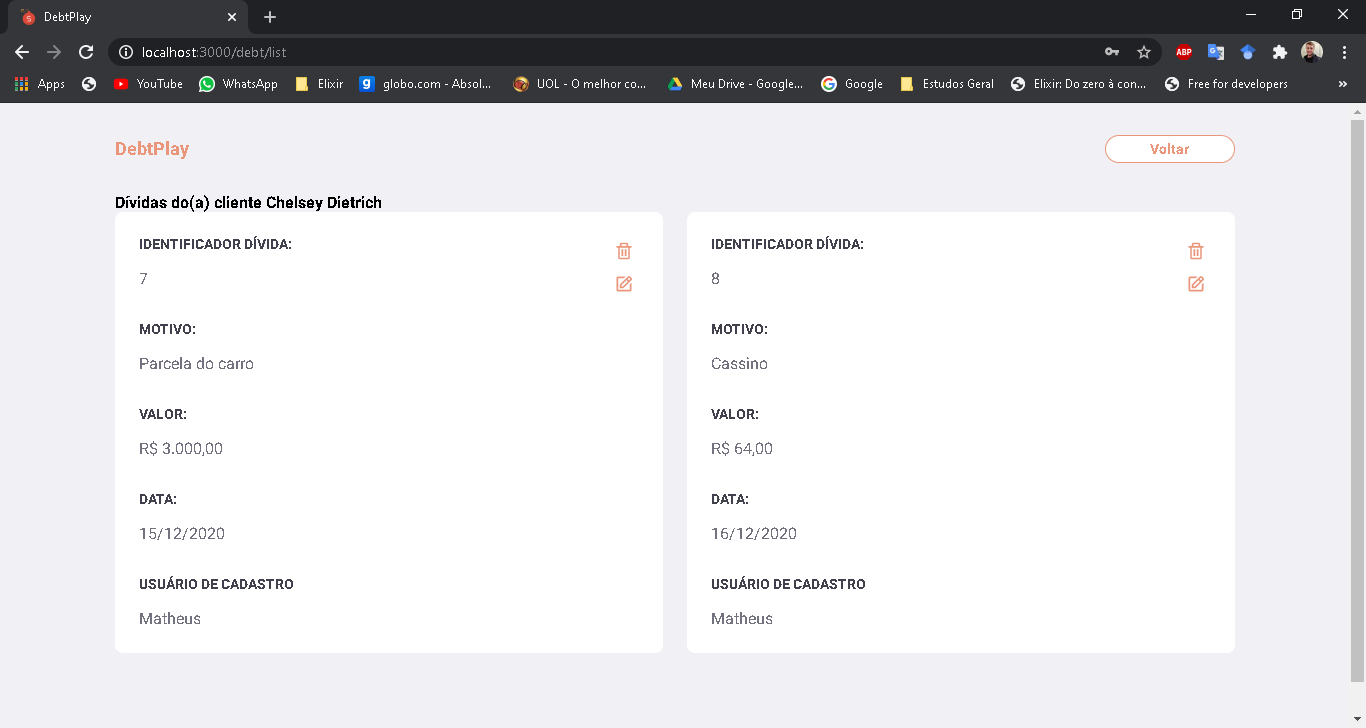 DebtPlay
localhost:3000/debt/list
ABP
Apps
YouTube
WhatsApp
Elixir
globo.com - Absol...
UOL - O melhor co...
Meu Drive - Google...
Google
Estudos Geral
Elixir: Do zero à con...
Free for developers
»
DebtPlay
Voltar
Dívidas do(a) cliente Chelsey Dietrich
IDENTIFICADOR DÍVIDA:
7
MOTIVO:
Parcela do carro
VALOR:
R$ 3.000,00
DATA:
15/12/2020
USUÁRIO DE CADASTRO
Matheus
IDENTIFICADOR DÍVIDA:
8
MOTIVO:
Cassino
VALOR:
R$ 64,00
DATA:
16/12/2020
USUÁRIO DE CADASTRO
Matheus